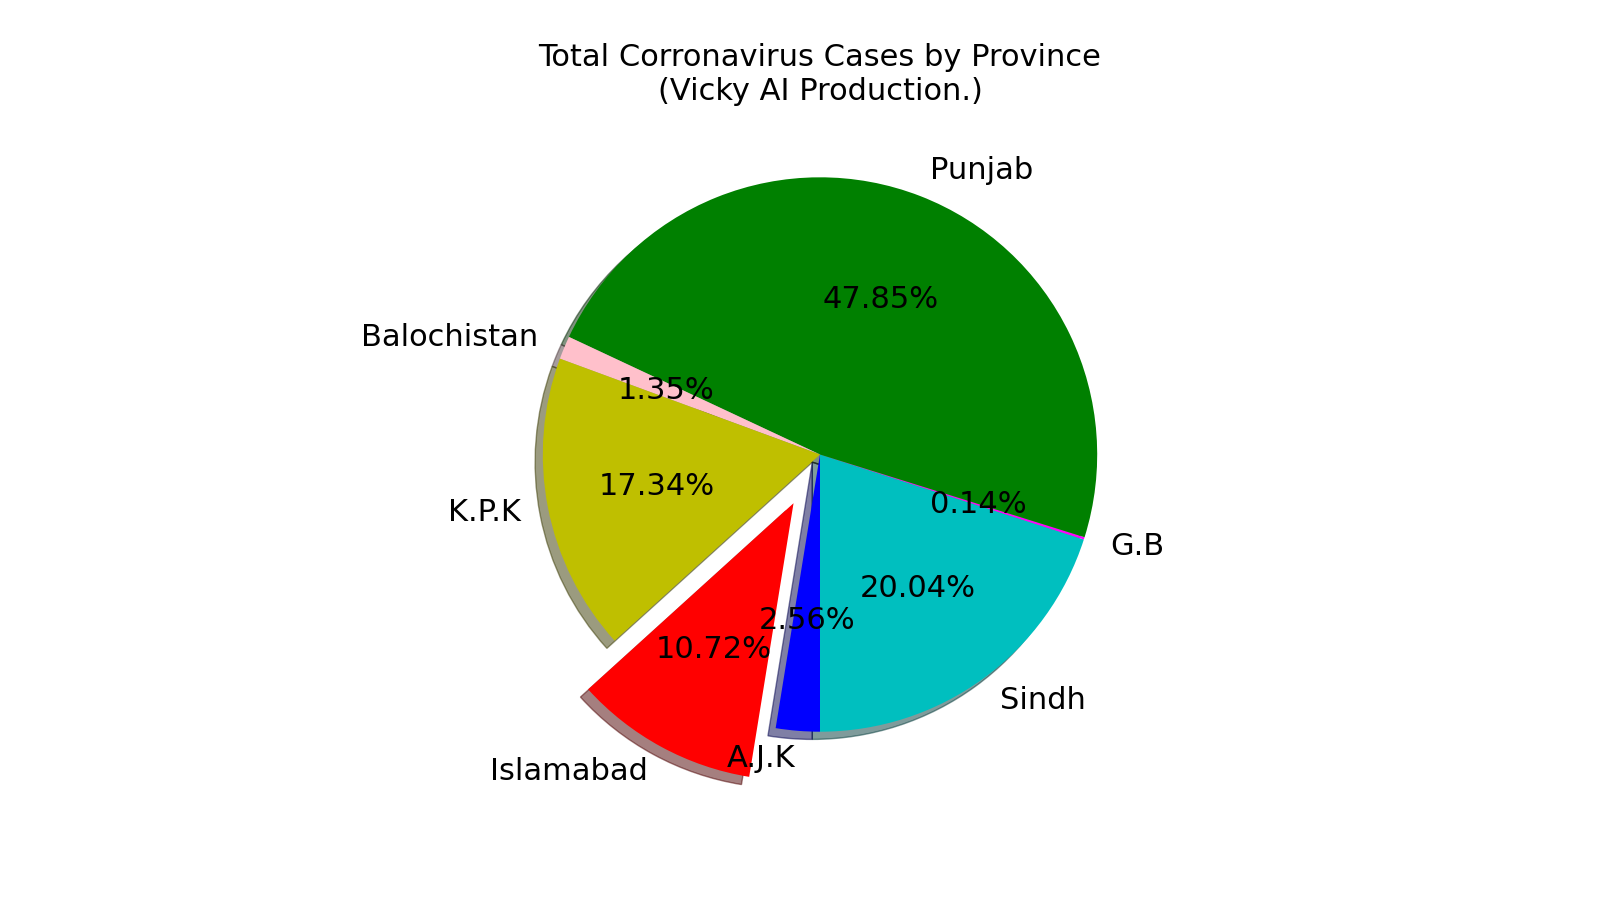 Total Corronavirus Cases by Province
(Vicky AI Production.)
Punjab
47.85%
Balochistan
1.35%
K.P.K
17.34%
0.14%
G.B
20.04%
2.56%
10.72%
Sindh
A.J.K
Islamabad